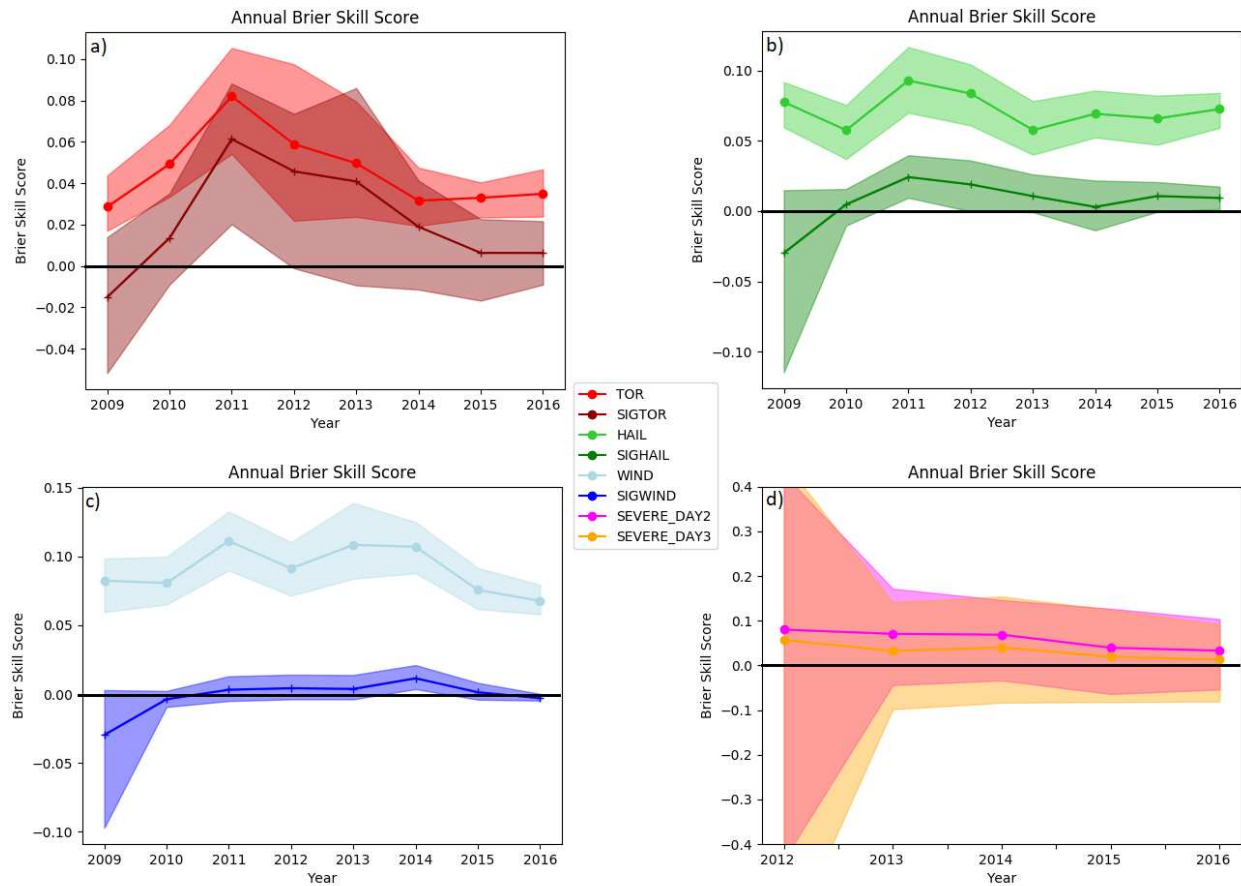 Annual Brier Skill Score
a)
0.10
0.08
0.06
0.04
0.02
0.00
−0.02
−0.04
Brier Skill Score
2009 2010 2011 2012 2013 2014 2015 2016
Year
Annual Brier Skill Score
b)
0.10
0.05
0.00
−0.05
−0.10
Brier Skill Score
2009 2010 2011 2012 2013 2014 2015 2016
Year
TOR
SIGTOR
HAIL
SIGHAIL
WIND
SIGWIND
SEVERE_DAY2
SEVERE_DAY3
Annual Brier Skill Score
c)
0.15
0.10
0.05
0.00
−0.05
−0.10
Brier Skill Score
2009 2010 2011 2012 2013 2014 2015 2016
Year
Annual Brier Skill Score
d)
0.4
0.3
0.2
0.1
0.0
−0.1
−0.2
−0.3
−0.4
Brier Skill Score
2012 2013 2014 2015 2016
Year